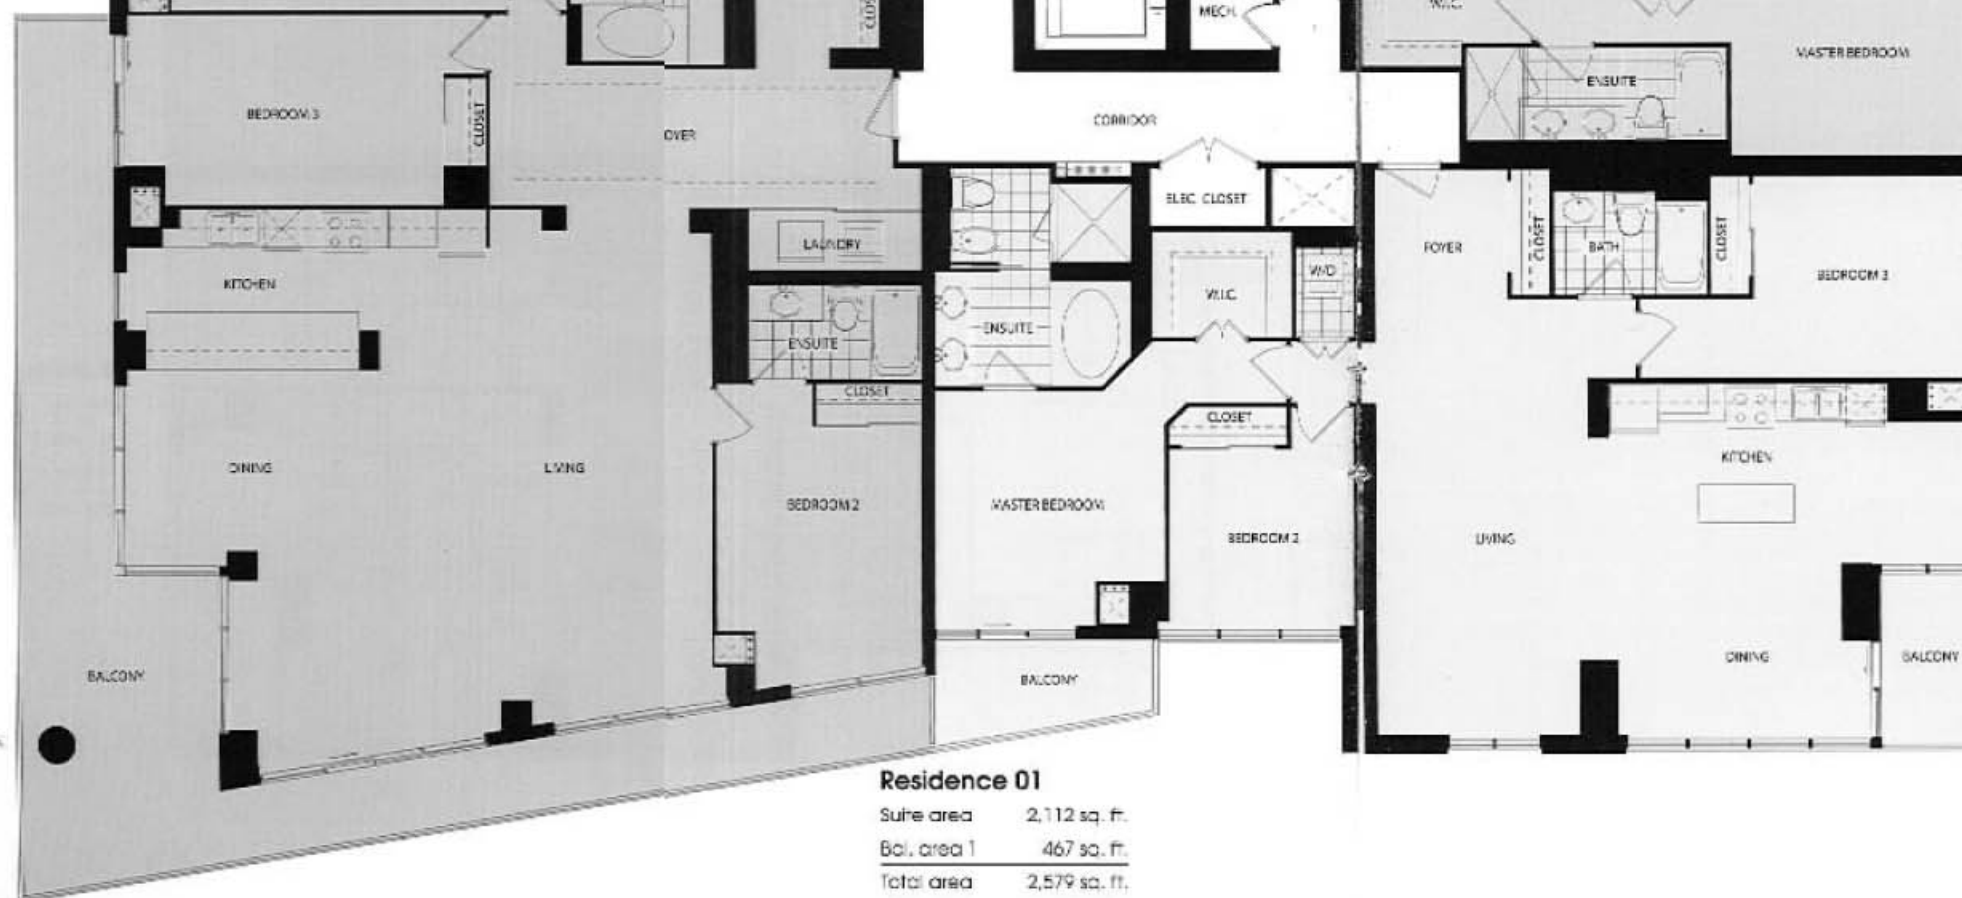 CLOS
MECH.
W.I.C.
MASTER BEDROOM
ENSUITE
BEDROOM 3
CLOSET
OYER
CORRIDOR
ELEC. CLOSET
LAUNDRY
FOYER
CLOSET
BATH
CLOSET
BEDROOM 3
KITCHEN
W.I.C.
W/D
ENSUITE
ENSUITE
CLOSET
CLOSET
DINING
LIVING
BEDROOM 2
MASTER BEDROOM
BEDROOM 2
LIVING
KITCHEN
BALCONY
BALCONY
DINING
BALCONY
Residence 01
Suite area 2,112 sq. ft.
Bal. area 1 467 sq. ft.
Total area 2,579 sq. ft.